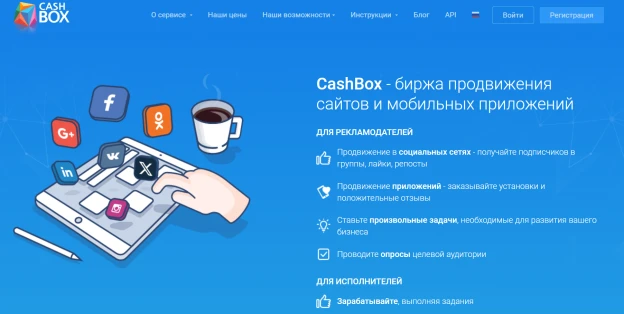 CASH
BOX
О сервисе
Наши цены
Наши возможности
Инструкции
Блог
API
Войти
Регистрация
CashBox - биржа продвижения
сайтов и мобильных приложений
ДЛЯ РЕКЛАМОДАТЕЛЕЙ
Продвижение в социальных сетях - получайте подписчиков в
группы, лайки, репосты
Продвижение приложений - заказывайте установки и
положительные отзывы
Ставьте произвольные задачи, необходимые для развития вашего
бизнеса
Проводите опросы целевой аудитории
ДЛЯ ИСПОЛНИТЕЛЕЙ
Зарабатывайте, выполняя задания